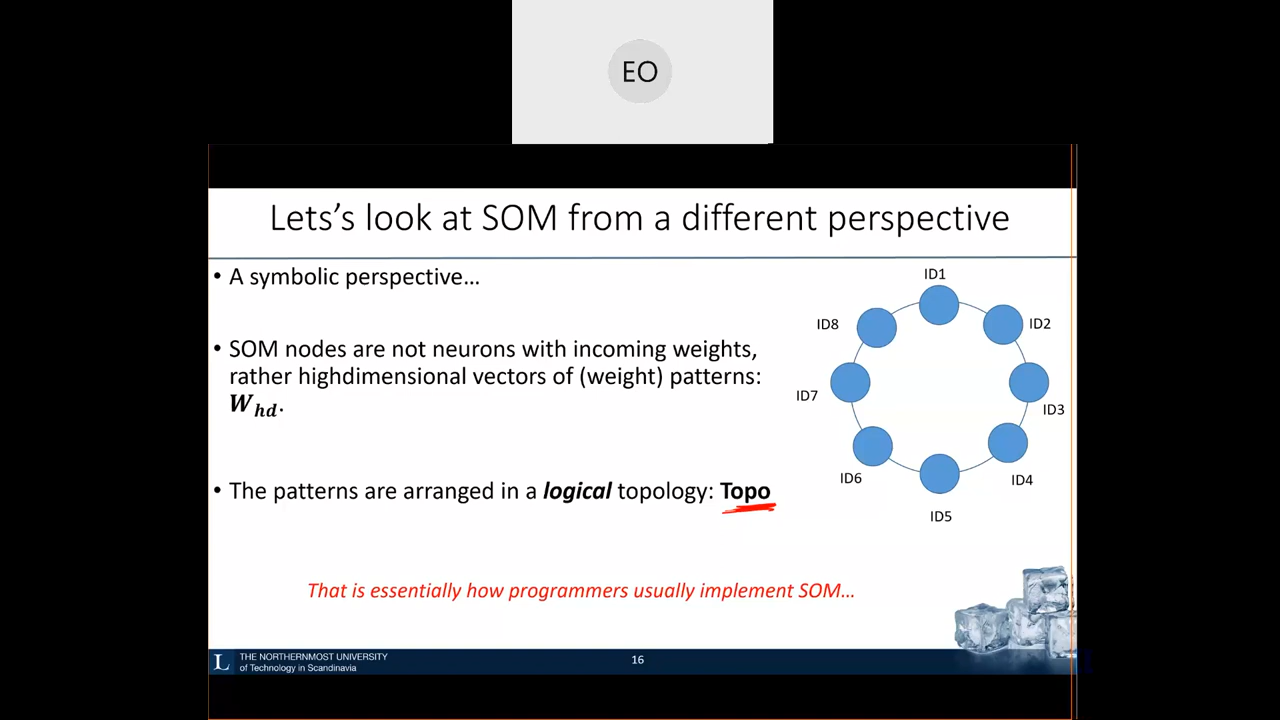 EO
Lets's look at SOM from a different perspective
• A symbolic perspective...
• SOM nodes are not neurons with incoming weights,
rather highdimensional vectors of (weight) patterns:
W_hd.
• The patterns are arranged in a logical topology: Topo
ID1
ID2
ID3
ID4
ID5
ID6
ID7
ID8
That is essentially how programmers usually implement SOM...
L
THE NORTHERNMOST UNIVERSITY
of Technology in Scandinavia
16